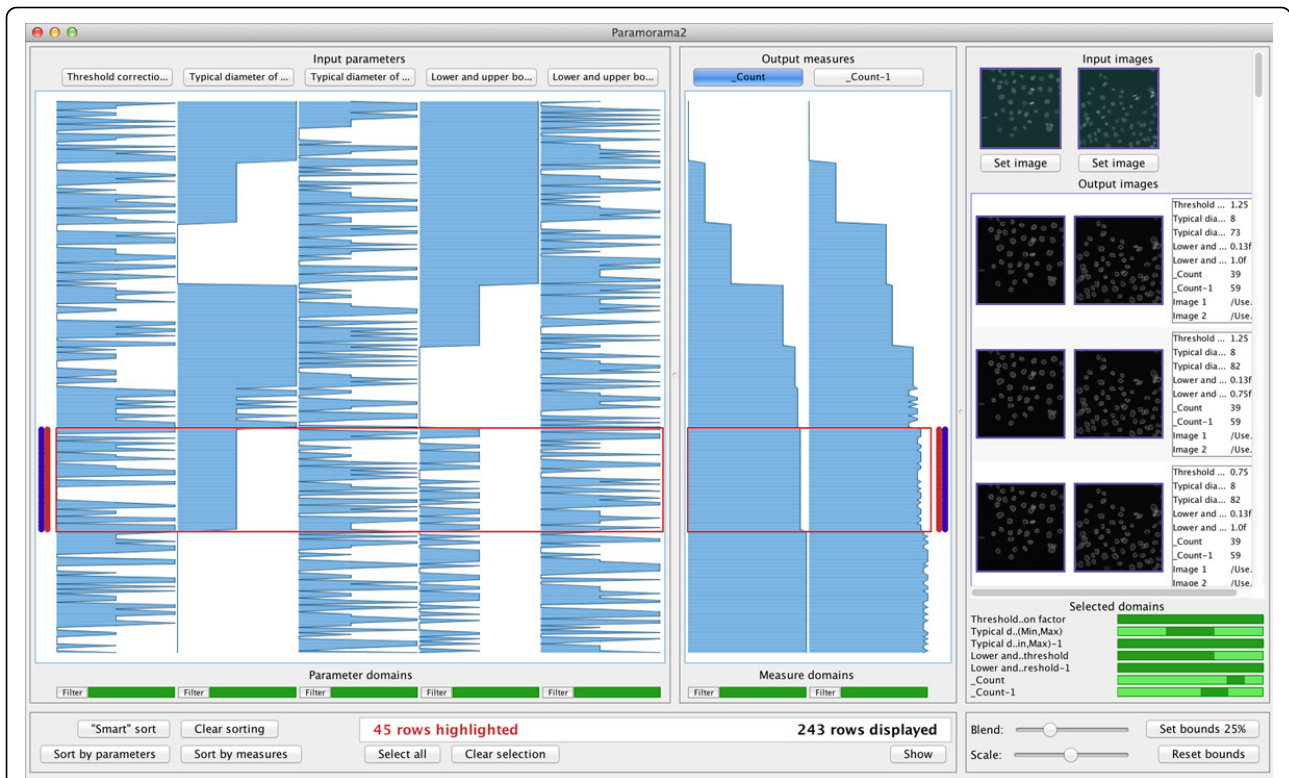 Paramorama2
Input parameters
Threshold correctio...
Typical diameter of ...
Typical diameter of ...
Lower and upper bo...
Lower and upper bo...
Output measures
_Count
_Count-1
Input images
Set image
Set image
Output images
Threshold ... 1.25
Typical dia... 8
Typical dia... 73
Lower and ... 0.13f
Lower and ... 1.0f
_Count 39
_Count-1 59
Image 1 /Use.
Image 2 /Use.
Threshold ... 1.25
Typical dia... 8
Typical dia... 82
Lower and ... 0.13f
Lower and ... 0.75f
_Count 39
_Count-1 59
Image 1 /Use.
Image 2 /Use.
Threshold ... 0.75
Typical dia... 8
Typical dia... 82
Lower and ... 0.13f
Lower and ... 1.0f
_Count 39
_Count-1 59
Image 1 /Use.
Image 2 /Use.
Selected domains
Threshold..on factor
Typical d..(Min,Max)
Typical d..in,Max)-1
Lower and..threshold
Lower and..reshold-1
_Count
_Count-1
Parameter domains
Filter Filter Filter Filter Filter
Measure domains
Filter Filter
"Smart" sort
Clear sorting
Sort by parameters
Sort by measures
45 rows highlighted
243 rows displayed
Select all
Clear selection
Show
Blend:
Set bounds 25%
Scale:
Reset bounds